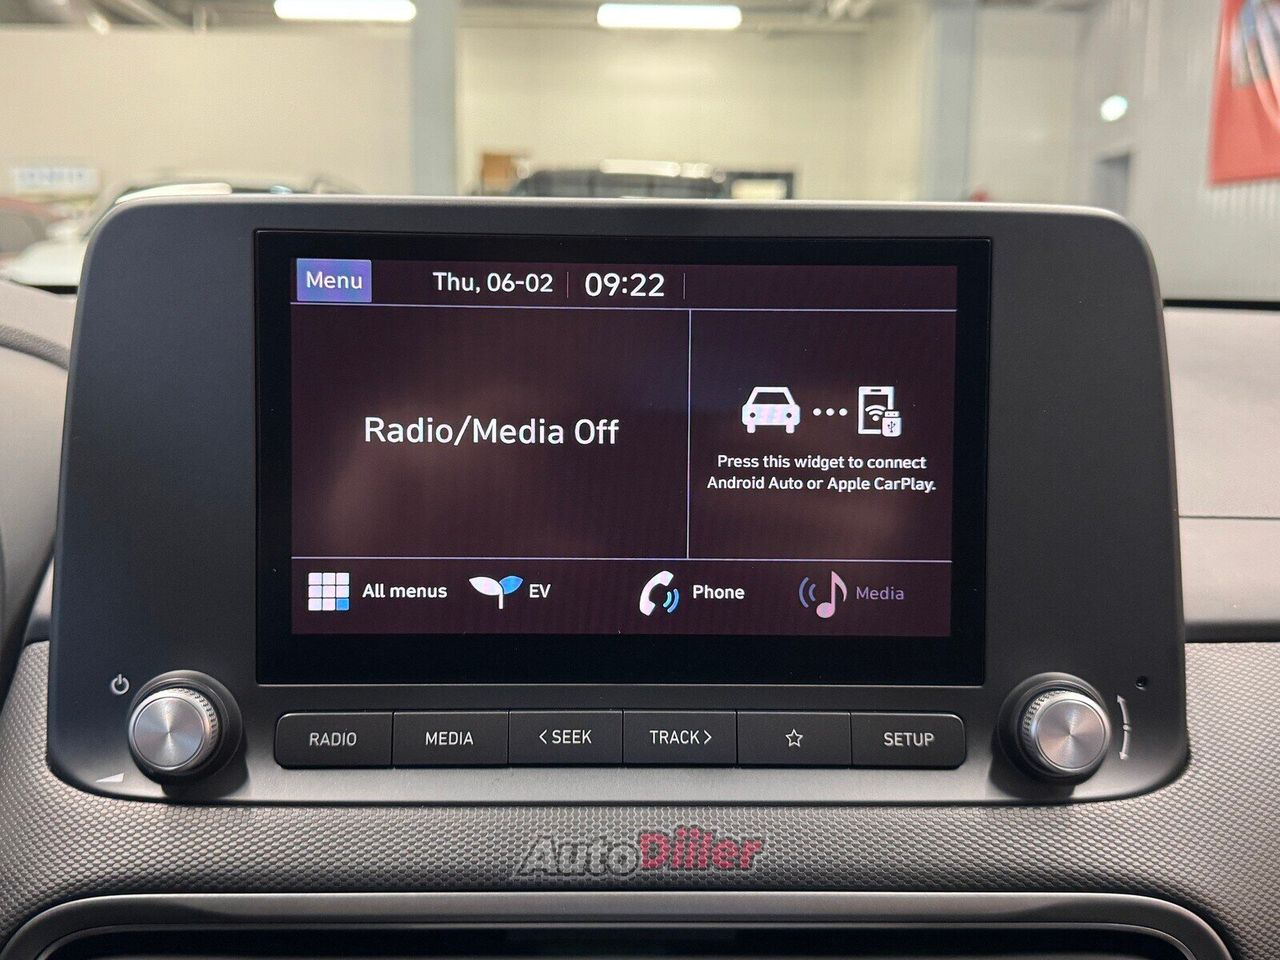 Menu
Thu, 06-02
09:22
Radio/Media Off
Press this widget to connect
Android Auto or Apple CarPlay.
All menus
EV
Phone
Media
RADIO
MEDIA
<SEEK
TRACK>
SETUP
AutoDiiler